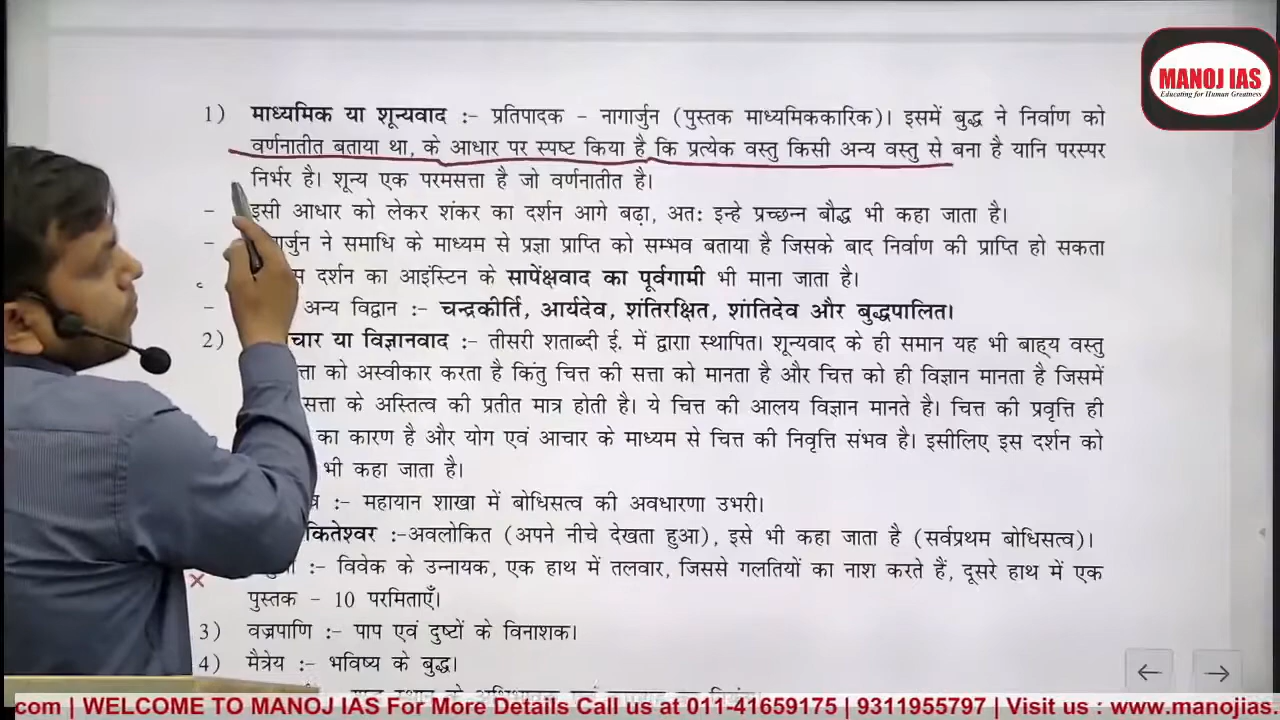 MANOJ IAS
Educating for Human Greatness
1) माध्यमिक या शून्यवाद :- प्रतिपादक - नागार्जुन (पुस्तक माध्यमिककारिक)। इसमें बुद्ध ने निर्वाण को
वर्णनातीत बताया था, के आधार पर स्पष्ट किया है कि प्रत्येक वस्तु किसी अन्य वस्तु से बना है यानि परस्पर
निर्भर है। शून्य एक परमसत्ता है जो वर्णनातीत है।
- इसी आधार को लेकर शंकर का दर्शन आगे बढ़ा, अत: इन्हे प्रच्छन्न बौद्ध भी कहा जाता है।
- गार्जुन ने समाधि के माध्यम से प्रज्ञा प्राप्ति को सम्भव बताया है जिसके बाद निर्वाण की प्राप्ति हो सकता
दर्शन का आइंस्टिन के सापेंक्षवाद का पूर्वगामी भी माना जाता है।
- अन्य विद्वान :- चन्द्रकीर्ति, आर्यदेव, शंतिरक्षित, शांतिदेव और बुद्धपालित।
2) चार या विज्ञानवाद :- तीसरी शताब्दी ई. में द्वाराा स्थापित। शून्यवाद के ही समान यह भी बाह्य वस्तु
को अस्वीकार करता है किंतु चित्त की सत्ता को मानता है और चित्त को ही विज्ञान मानता है जिसमें
सत्ता के अस्तित्व की प्रतीत मात्र होती है। ये चित्त की आलय विज्ञान मानते है। चित्त की प्रवृत्ति ही
का कारण है और योग एवं आचार के माध्यम से चित्त की निवृत्ति संभव है। इसीलिए इस दर्शन को
भी कहा जाता है।
:- महायान शाखा में बोधिसत्व की अवधारणा उभरी।
कितेश्वर :-अवलोकित (अपने नीचे देखता हुआ), इसे भी कहा जाता है (सर्वप्रथम बोधिसत्व)।
:- विवेक के उन्नायक, एक हाथ में तलवार, जिससे गलतियों का नाश करते हैं, दूसरे हाथ में एक
पुस्तक - 10 परमिताएँ।
3) वज्रपाणि :- पाप एवं दुष्टों के विनाशक।
4) मैत्रेय :- भविष्य के बुद्ध।
com | WELCOME TO MANOJ IAS For More Details Call us at 011-41659175 | 9311955797 | Visit us : www.manojias.